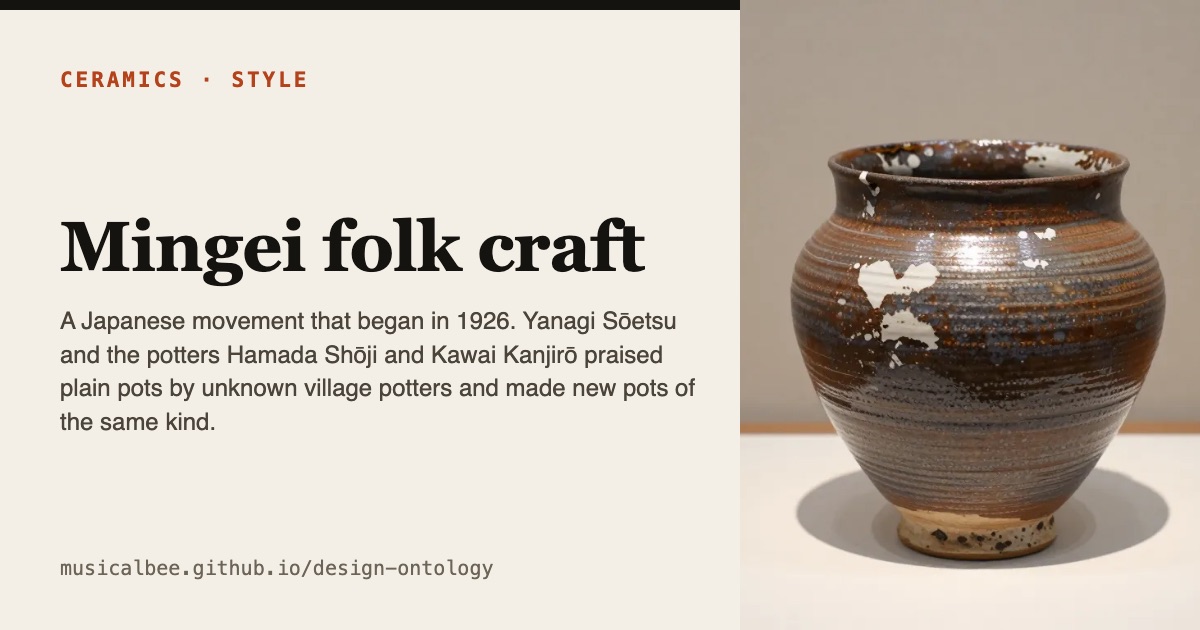 CERAMICS · STYLE
Mingei folk craft
A Japanese movement that began in 1926. Yanagi Sōetsu
and the potters Hamada Shōji and Kawai Kanjirō praised
plain pots by unknown village potters and made new pots of
the same kind.
musicalbee.github.io/design-ontology